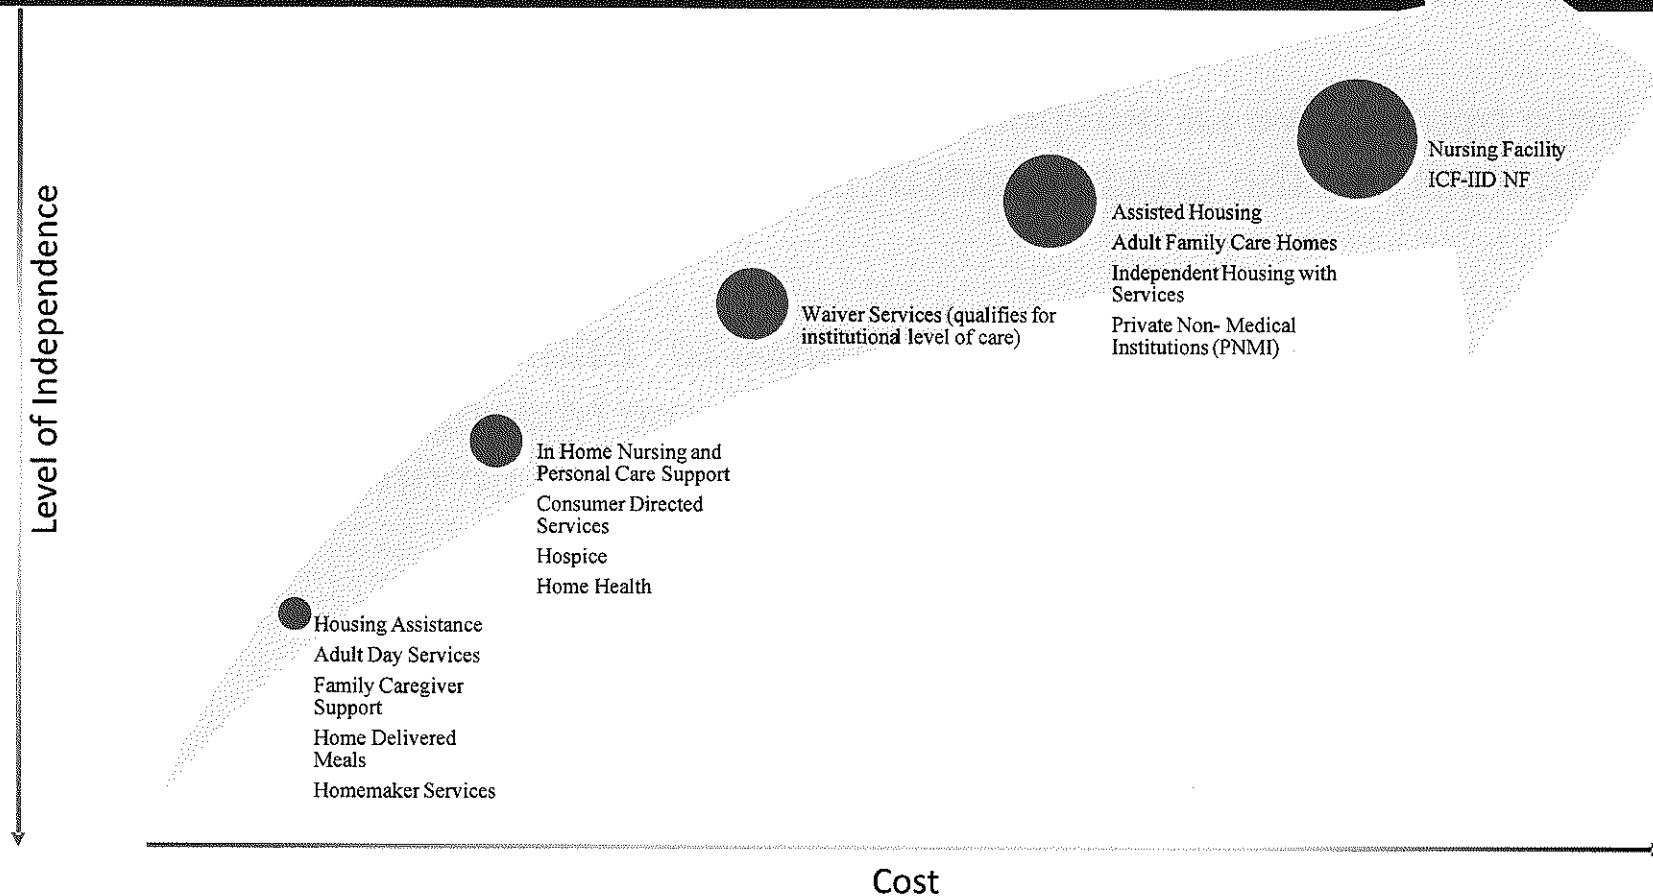 Level of Independence
Nursing Facility
ICF-IID NF
Assisted Housing
Adult Family Care Homes
Independent Housing with
Services
Private Non- Medical
Institutions (PNMI)
Waiver Services (qualifies for
institutional level of care)
In Home Nursing and
Personal Care Support
Consumer Directed
Services
Hospice
Home Health
Housing Assistance
Adult Day Services
Family Caregiver
Support
Home Delivered
Meals
Homemaker Services
Cost